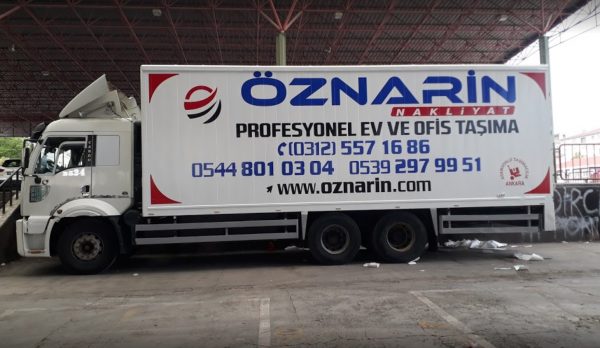 ÖZNARİN
NAKLİYAT
PROFESYONEL EV VE OFİS TAŞIMA
(0312) 557 16 86
0544 801 03 04 0539 297 99 51
www.oznarin.com
ANKARA